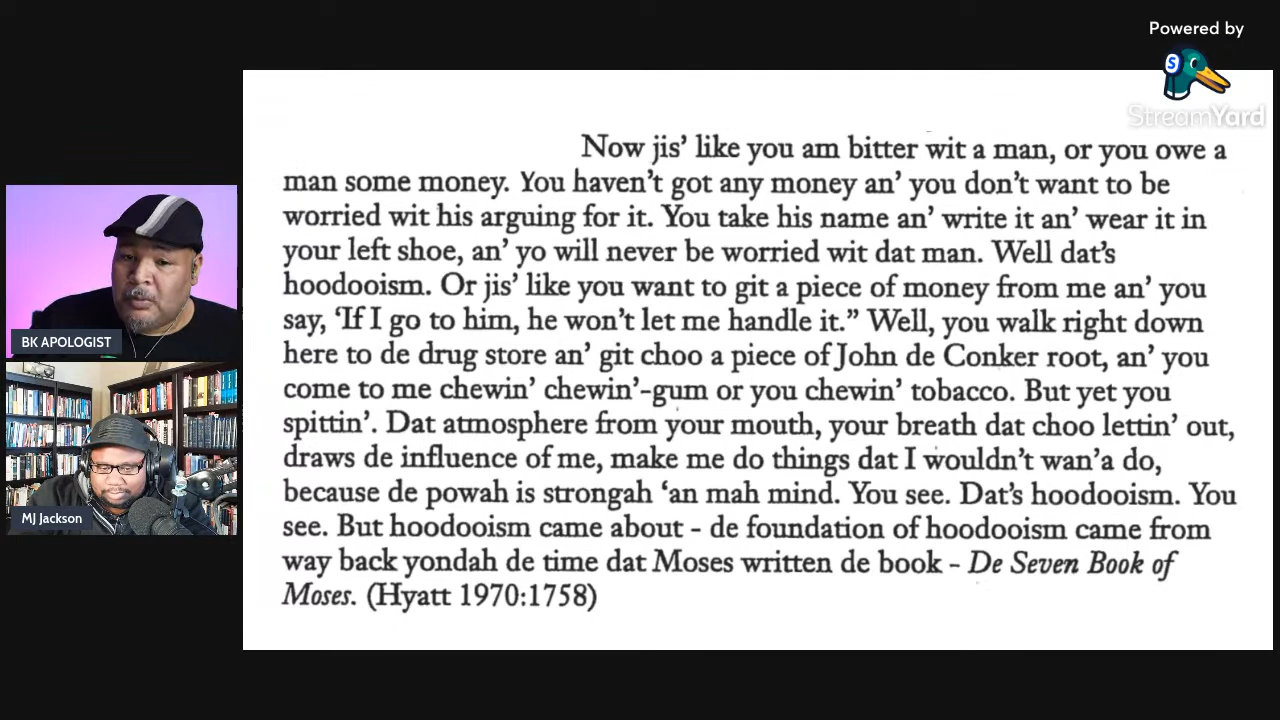 Powered by
StreamYard
Now jis' like you am bitter wit a man, or you owe a
man some money. You haven't got any money an' you don't want to be
worried wit his arguing for it. You take his name an' write it an' wear it in
your left shoe, an' yo will never be worried wit dat man. Well dat's
hoodooism. Or jis' like you want to git a piece of money from me an' you
say, 'If I go to him, he won't let me handle it.” Well, you walk right down
here to de drug store an' git choo a piece of John de Conker root, an' you
come to me chewin' chewin'-gum or you chewin' tobacco. But yet you
spittin'. Dat atmosphere from your mouth, your breath dat choo lettin' out,
draws de influence of me, make me do things dat I wouldn't wan'a do,
because de powah is strongah 'an mah mind. You see. Dat's hoodooism. You
see. But hoodooism came about - de foundation of hoodooism came from
way back yondah de time dat Moses written de book - De Seven Book of
Moses. (Hyatt 1970:1758)
BK APOLOGIST
MJ Jackson